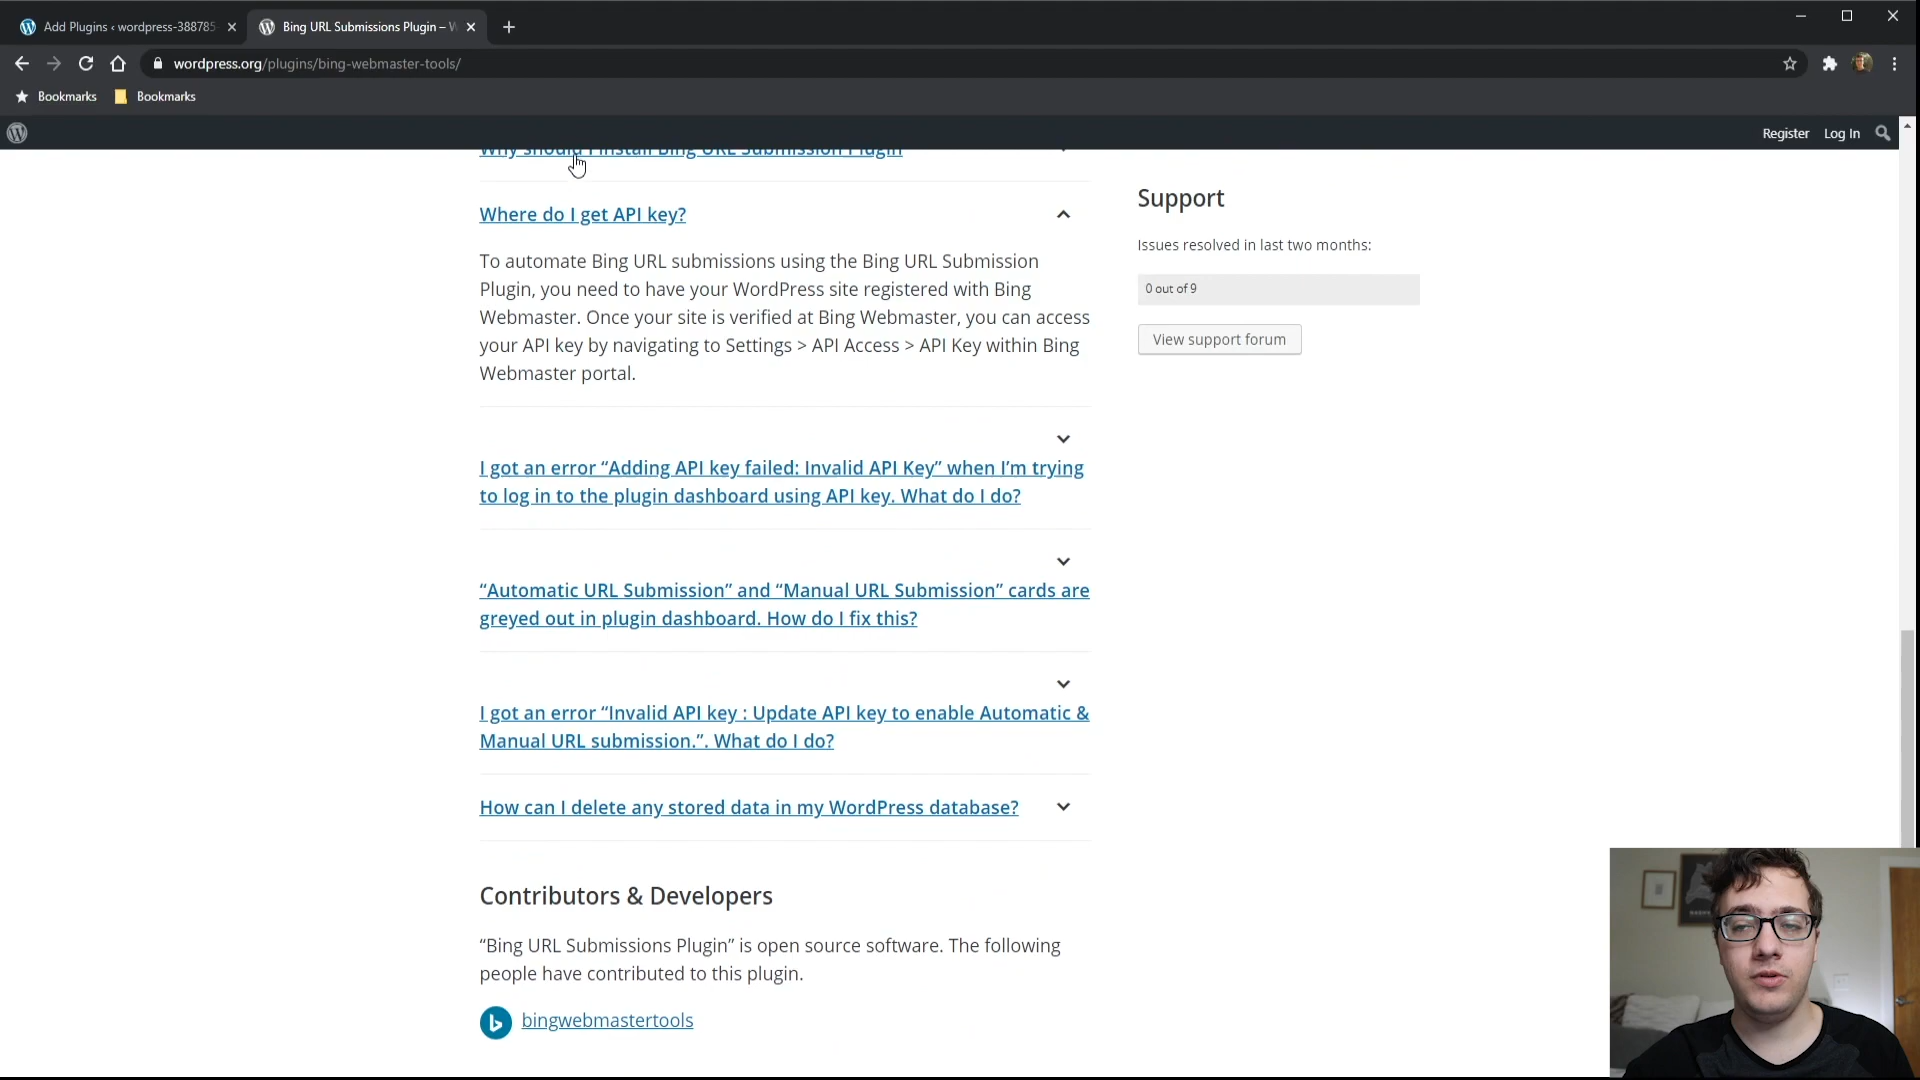 Add Plugins ‹ wordpress-388785
Bing URL Submissions Plugin – W
wordpress.org/plugins/bing-webmaster-tools/
Bookmarks
Bookmarks
Register
Log In
Why should I install Bing URL Submission Plugin
Where do I get API key?
To automate Bing URL submissions using the Bing URL Submission
Plugin, you need to have your WordPress site registered with Bing
Webmaster. Once your site is verified at Bing Webmaster, you can access
your API key by navigating to Settings > API Access > API Key within Bing
Webmaster portal.
I got an error “Adding API key failed: Invalid API Key” when I’m trying
to log in to the plugin dashboard using API key. What do I do?
“Automatic URL Submission” and “Manual URL Submission” cards are
greyed out in plugin dashboard. How do I fix this?
I got an error “Invalid API key : Update API key to enable Automatic &
Manual URL submission.”. What do I do?
How can I delete any stored data in my WordPress database?
Contributors & Developers
“Bing URL Submissions Plugin” is open source software. The following
people have contributed to this plugin.
bingwebmastertools
Support
Issues resolved in last two months:
0 out of 9
View support forum